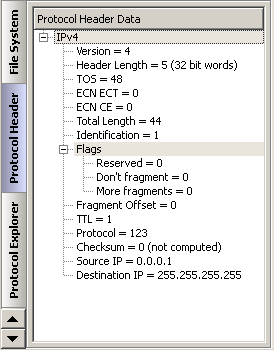 File System
Protocol Header
Protocol Explorer
Protocol Header Data
IPv4
Version = 4
Header Length = 5 (32 bit words)
TOS = 48
ECN ECT = 0
ECN CE = 0
Total Length = 44
Identification = 1
Flags
Reserved = 0
Don't fragment = 0
More fragments = 0
Fragment Offset = 0
TTL = 1
Protocol = 123
Checksum = 0 (not computed)
Source IP = 0.0.0.1
Destination IP = 255.255.255.255